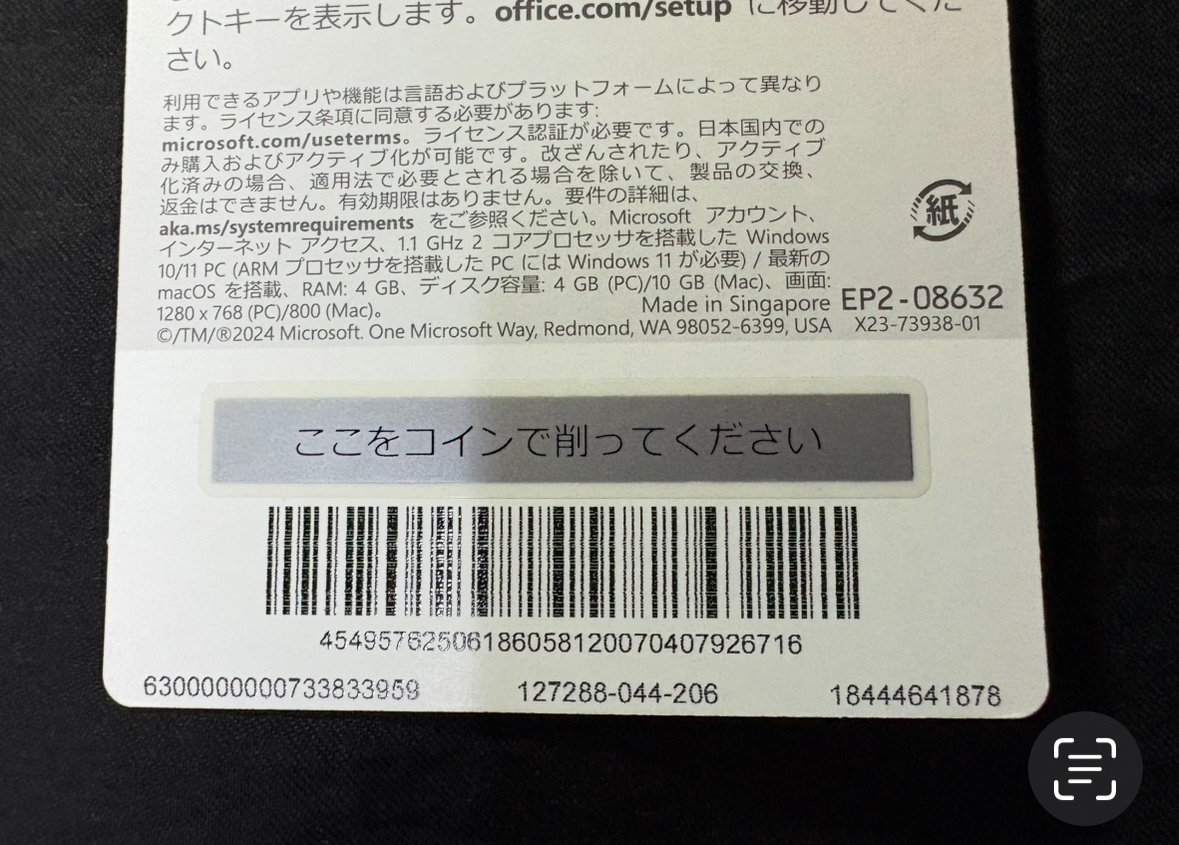 クトキーを表示します。office.com/setup に移動してくだ
さい。
利用できるアプリや機能は言語およびプラットフォームによって異なり
ます。ライセンス条項に同意する必要があります:
microsoft.com/useterms。ライセンス認証が必要です。日本国内での
み購入およびアクティブ化が可能です。改ざんされたり、アクティブ
化済みの場合、適用法で必要とされる場合を除いて、製品の交換、
返金はできません。有効期限はありません。要件の詳細は、
aka.ms/systemrequirements をご参照ください。Microsoft アカウント、
インターネット アクセス、1.1 GHz 2 コアプロセッサを搭載した Windows
10/11 PC (ARM プロセッサを搭載した PC には Windows 11 が必要) / 最新の
macOS を搭載、RAM: 4 GB、ディスク容量: 4 GB (PC)/10 GB (Mac)、画面:
1280 x 768 (PC)/800 (Mac)。
Made in Singapore
©/TM/®2024 Microsoft. One Microsoft Way, Redmond, WA 98052-6399, USA
紙
EP2-08632
X23-73938-01
ここをコインで削ってください
45495762506186058120070407926716
6300000000733833959
127288-044-206
18444641878